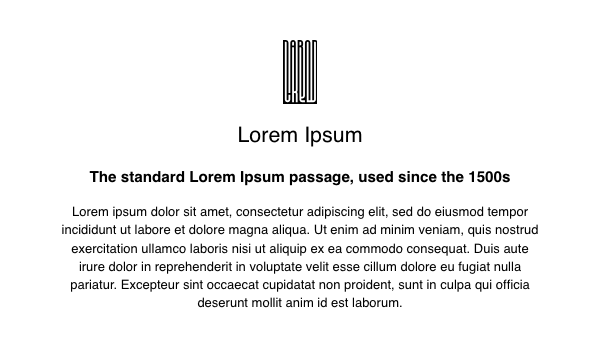 Lorem Ipsum
The standard Lorem Ipsum passage, used since the 1500s
Lorem ipsum dolor sit amet, consectetur adipiscing elit, sed do eiusmod tempor
incididunt ut labore et dolore magna aliqua. Ut enim ad minim veniam, quis nostrud
exercitation ullamco laboris nisi ut aliquip ex ea commodo consequat. Duis aute
irure dolor in reprehenderit in voluptate velit esse cillum dolore eu fugiat nulla
pariatur. Excepteur sint occaecat cupidatat non proident, sunt in culpa qui officia
deserunt mollit anim id est laborum.